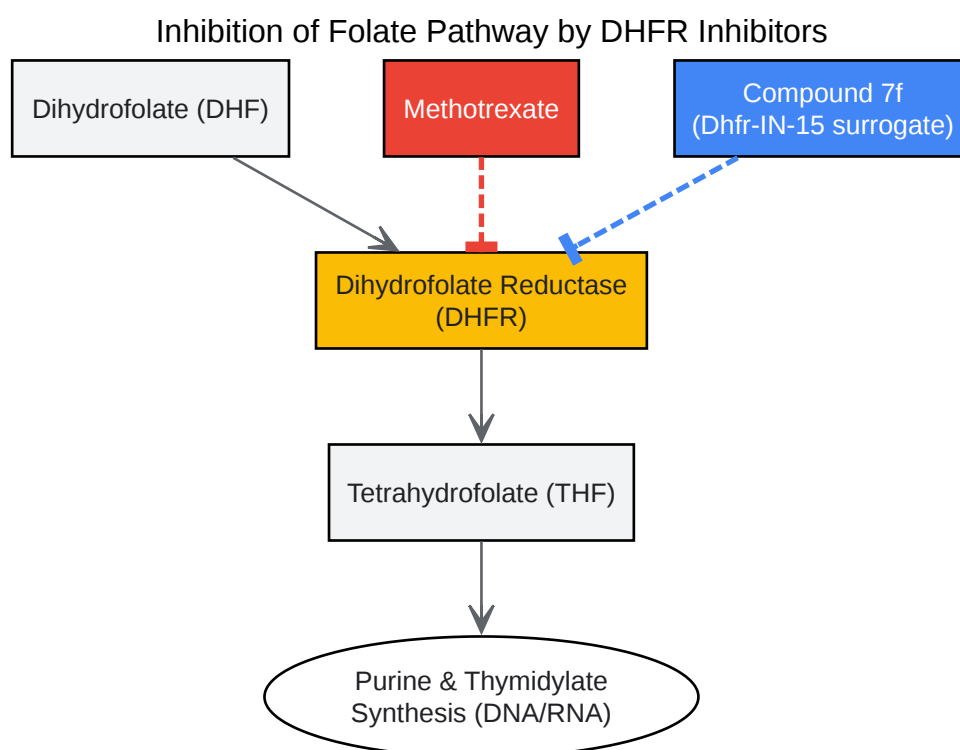 Inhibition of Folate Pathway by DHFR Inhibitors
Dihydrofolate (DHF)
Methotrexate
Compound 7f
(Dhfr-IN-15 surrogate)
Dihydrofolate Reductase
(DHFR)
Tetrahydrofolate (THF)
Purine & Thymidylate
Synthesis (DNA/RNA)